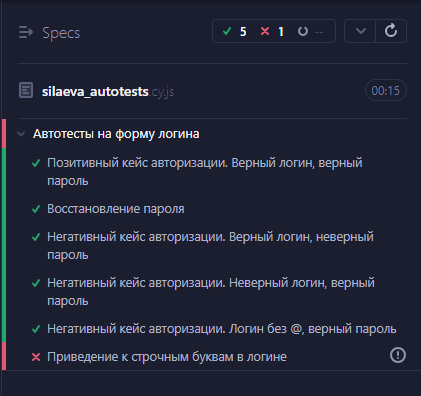 Specs
5 1 --
silaeva_autotests.cy.js 00:15
Автотесты на форму логина
Позитивный кейс авторизации. Верный логин, верный
пароль
Восстановление пароля
Негативный кейс авторизации. Верный логин, неверный
пароль
Негативный кейс авторизации. Неверный логин, верный
пароль
Негативный кейс авторизации. Логин без @, верный пароль
Приведение к строчным буквам в логине